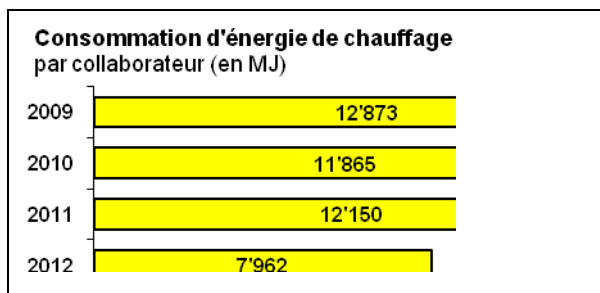 Consommation d'énergie de chauffage
par collaborateur (en MJ)
2009 12'873
2010 11'865
2011 12'150
2012 7'962